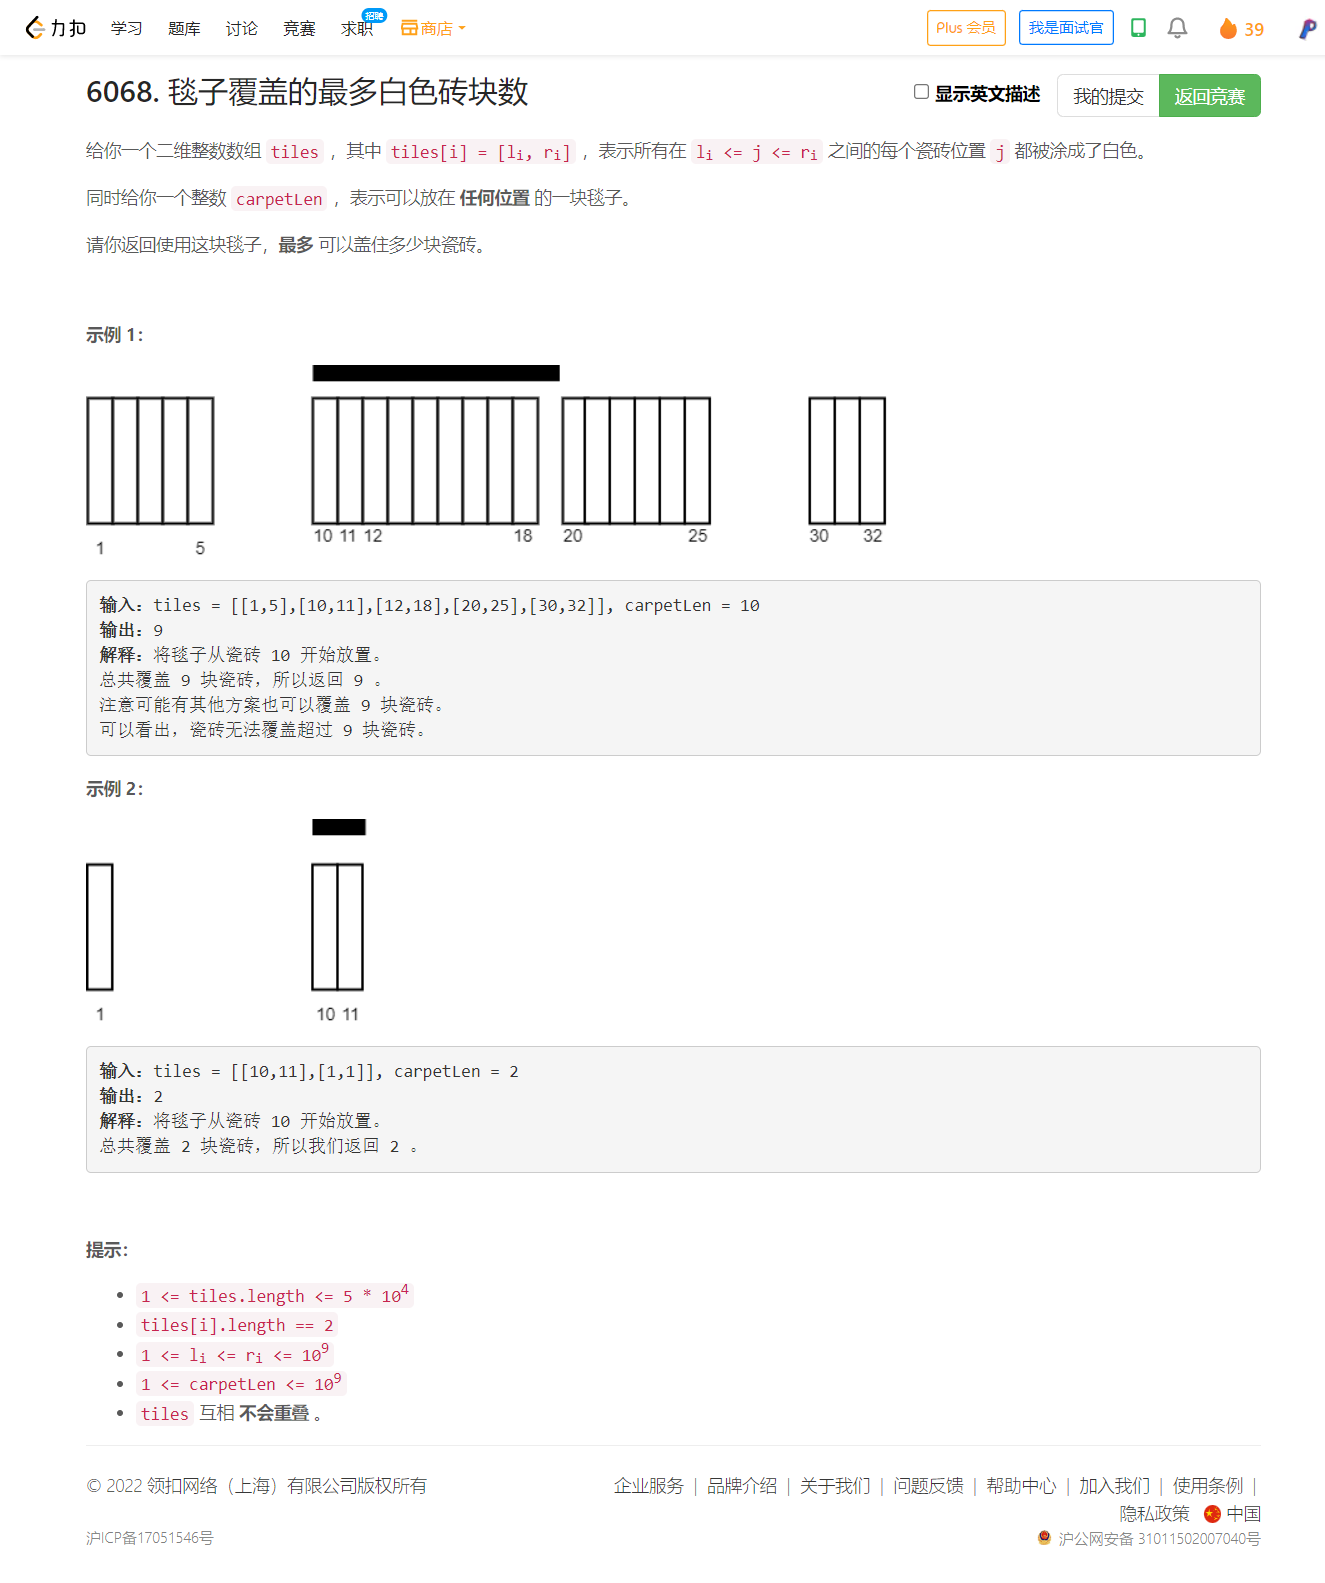 力扣 学习 题库 讨论 竞赛 求职 招聘 商店 Plus 会员 我是面试官 39
6068. 毯子覆盖的最多白色砖块数 显示英文描述 我的提交 返回竞赛
给你一个二维整数数组 tiles ，其中 tiles[i] = [li, ri] ，表示所有在 li <= j <= ri 之间的每个瓷砖位置 j 都被涂成了白色。
同时给你一个整数 carpetLen ，表示可以放在 任何位置 的一块毯子。
请你返回使用这块毯子，最多 可以盖住多少块瓷砖。
示例 1：
10 11 12 18 20 25 30 32
1 5
输入：tiles = [[1,5],[10,11],[12,18],[20,25],[30,32]], carpetLen = 10
输出：9
解释：将毯子从瓷砖 10 开始放置。
总共覆盖 9 块瓷砖，所以返回 9 。
注意可能有其他方案也可以覆盖 9 块瓷砖。
可以看出，瓷砖无法覆盖超过 9 块瓷砖。
示例 2：
1 10 11
输入：tiles = [[10,11],[1,1]], carpetLen = 2
输出：2
解释：将毯子从瓷砖 10 开始放置。
总共覆盖 2 块瓷砖，所以我们返回 2 。
提示：
• 1 <= tiles.length <= 5 * 10^4
• tiles[i].length == 2
• 1 <= li <= ri <= 10^9
• 1 <= carpetLen <= 10^9
• tiles 互相 不会重叠 。
© 2022 领扣网络（上海）有限公司版权所有 企业服务 | 品牌介绍 | 关于我们 | 问题反馈 | 帮助中心 | 加入我们 | 使用条例 |
隐私政策 中国
沪ICP备17051546号 沪公网安备 31011502007040号